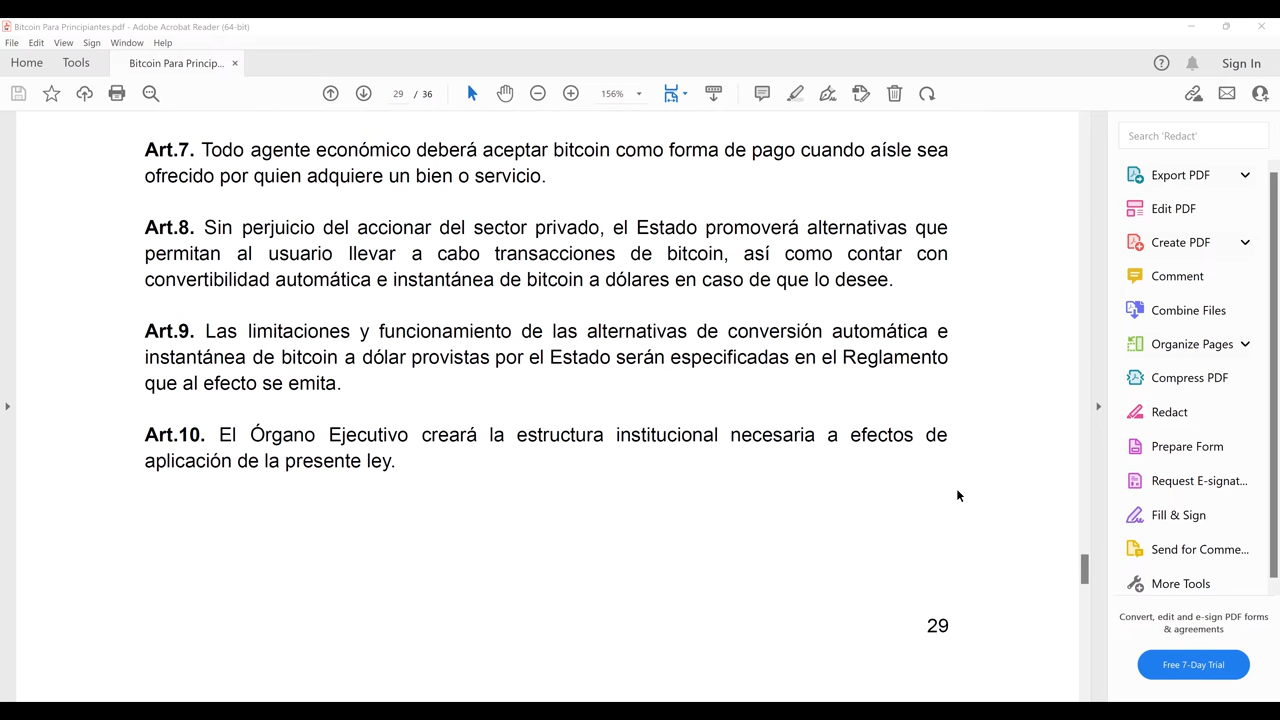 Bitcoin Para Principiantes.pdf - Adobe Acrobat Reader (64-bit)
File Edit View Sign Window Help
Home Tools Bitcoin Para Princip... × Sign In
29 / 36 156%
Art.7. Todo agente económico deberá aceptar bitcoin como forma de pago cuando aísle sea
ofrecido por quien adquiere un bien o servicio.
Art.8. Sin perjuicio del accionar del sector privado, el Estado promoverá alternativas que
permitan al usuario llevar a cabo transacciones de bitcoin, así como contar con
convertibilidad automática e instantánea de bitcoin a dólares en caso de que lo desee.
Art.9. Las limitaciones y funcionamiento de las alternativas de conversión automática e
instantánea de bitcoin a dólar provistas por el Estado serán especificadas en el Reglamento
que al efecto se emita.
Art.10. El Órgano Ejecutivo creará la estructura institucional necesaria a efectos de
aplicación de la presente ley.
29
Search 'Redact'
Export PDF
Edit PDF
Create PDF
Comment
Combine Files
Organize Pages
Compress PDF
Redact
Prepare Form
Request E-signat...
Fill & Sign
Send for Comme...
More Tools
Convert, edit and e-sign PDF forms
& agreements
Free 7-Day Trial